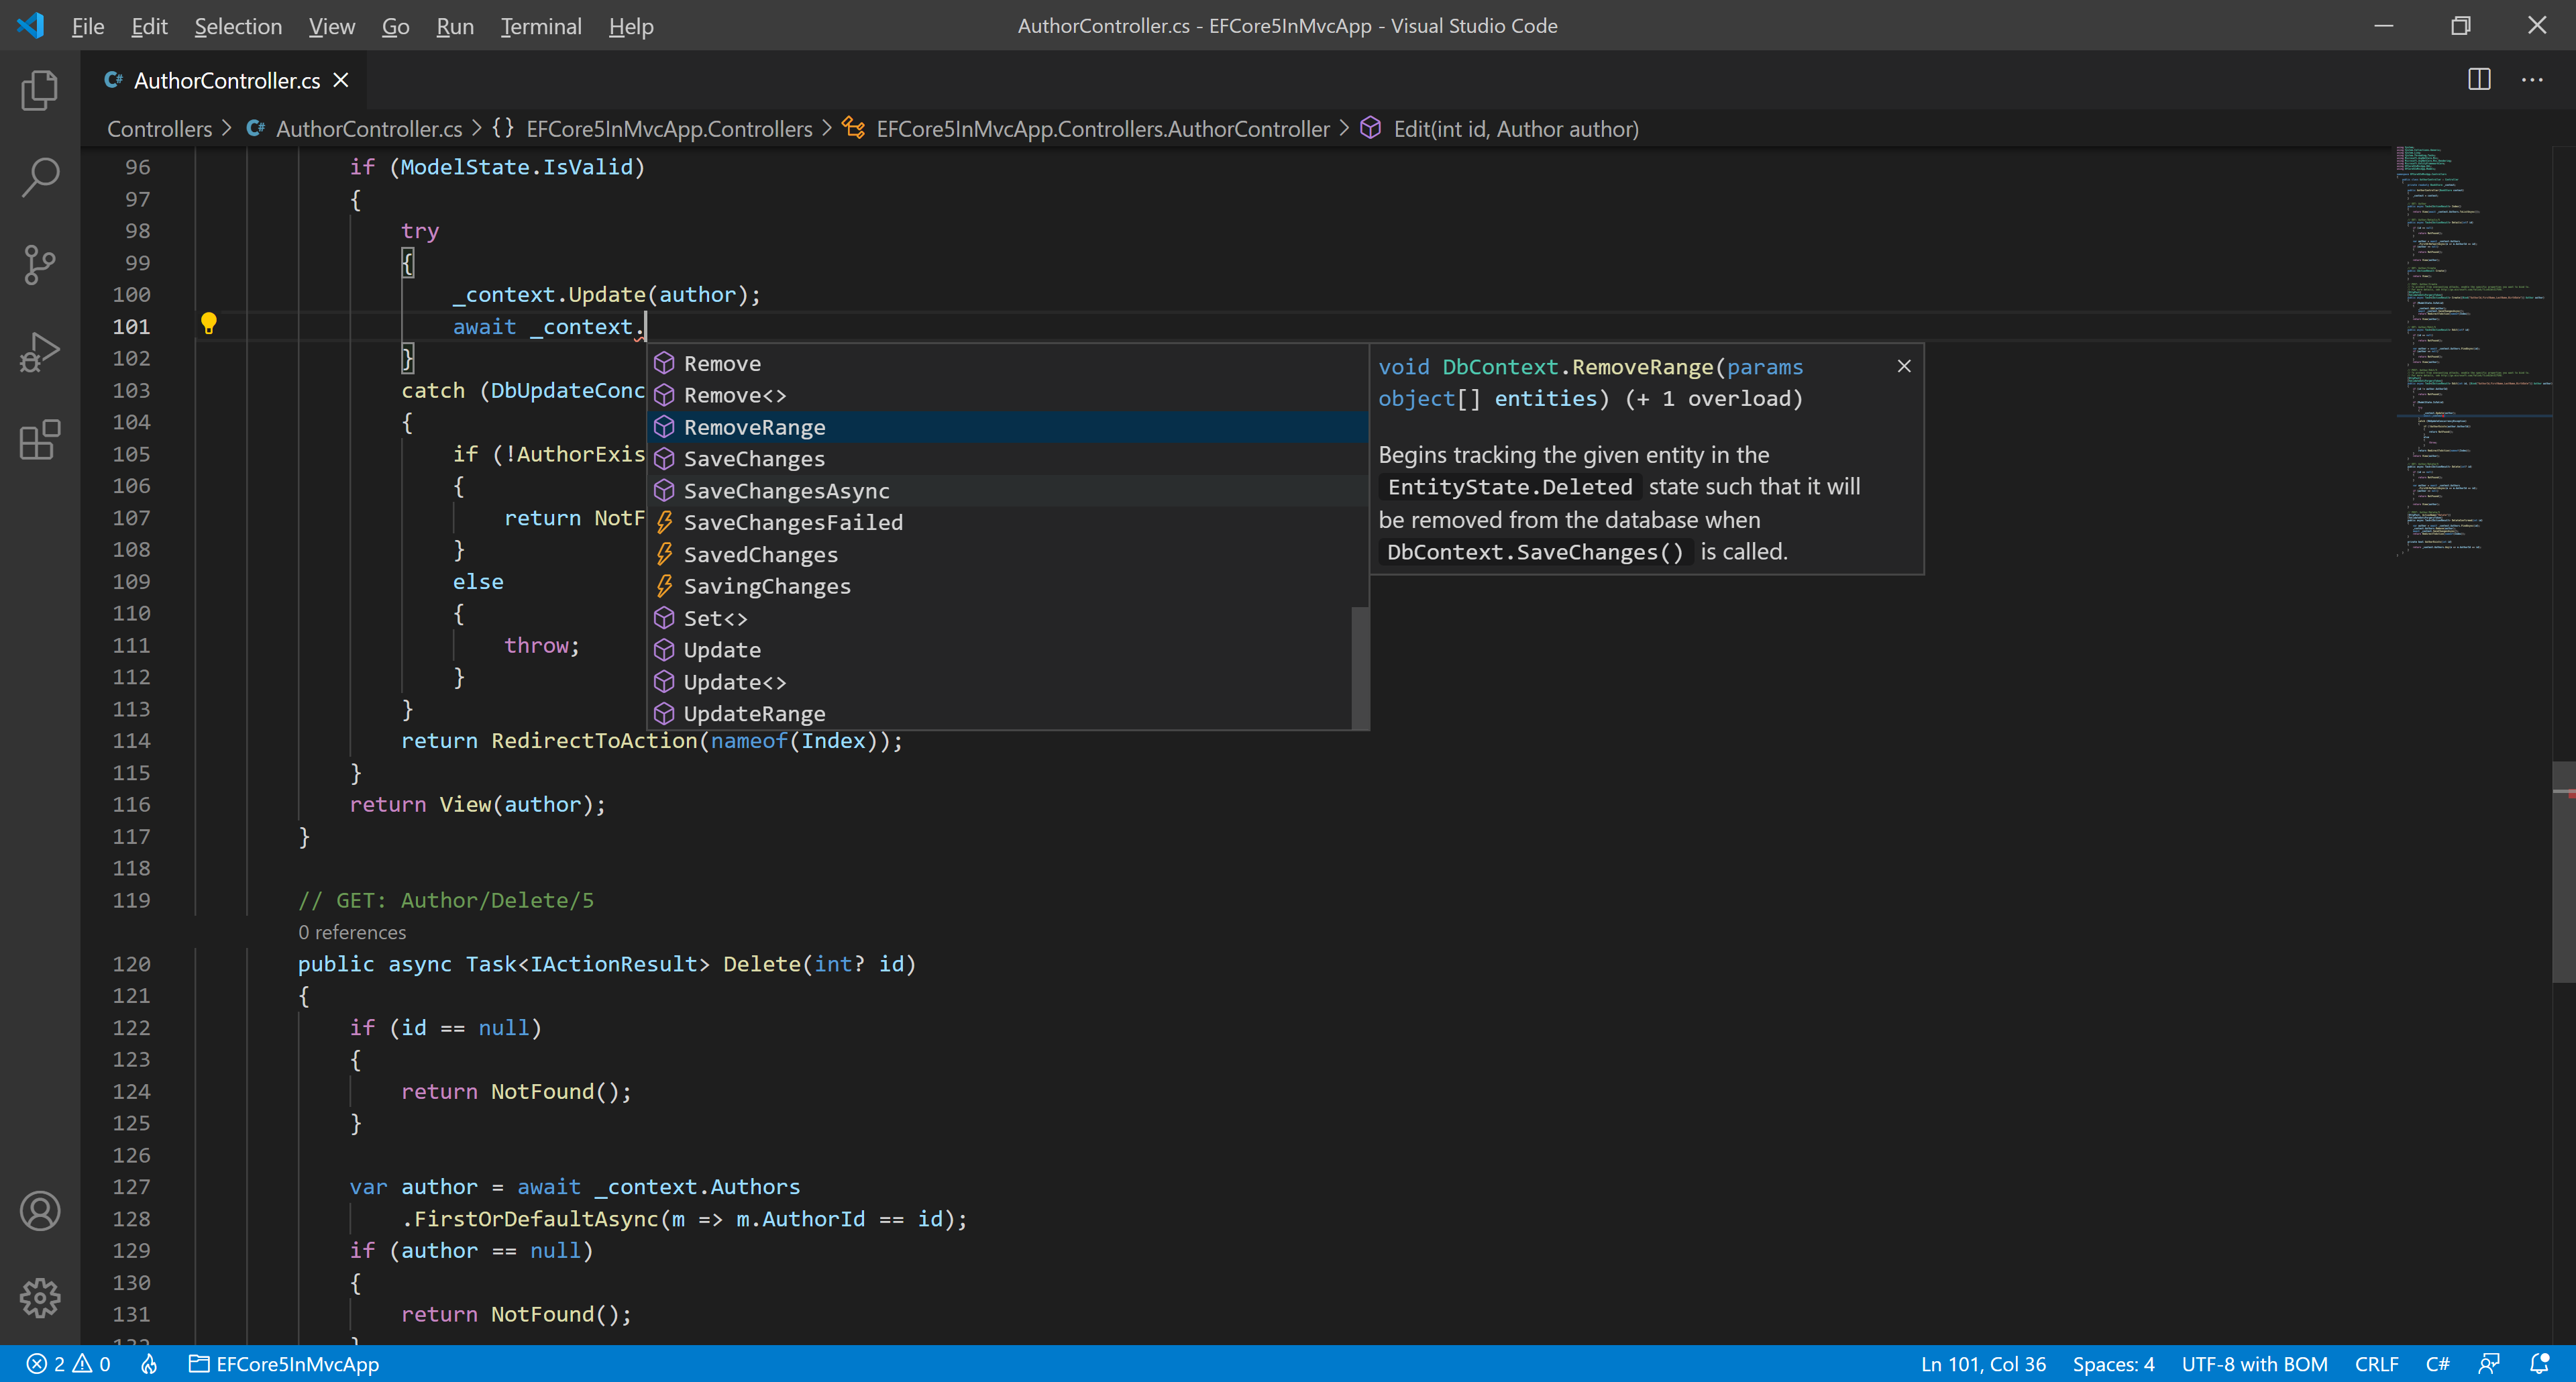 File Edit Selection View Go Run Terminal Help
AuthorController.cs - EFCore5InMvcApp - Visual Studio Code
C# AuthorController.cs
Controllers > C# AuthorController.cs > {} EFCore5InMvcApp.Controllers > EFCore5InMvcApp.Controllers.AuthorController > Edit(int id, Author author)
96 if (ModelState.IsValid)
97 {
98 try
99 {
100 _context.Update(author);
101 await _context.
102 }
103 catch (DbUpdateConc
104 {
105 if (!AuthorExis
106 {
107 return NotF
108 }
109 else
110 {
111 throw;
112 }
113 }
114 return RedirectToAction(nameof(Index));
115 }
116 return View(author);
117 }
118
119 // GET: Author/Delete/5
0 references
120 public async Task<IActionResult> Delete(int? id)
121 {
122 if (id == null)
123 {
124 return NotFound();
125 }
126
127 var author = await _context.Authors
128 .FirstOrDefaultAsync(m => m.AuthorId == id);
129 if (author == null)
130 {
131 return NotFound();
132 }
Remove
Remove<>
RemoveRange
SaveChanges
SaveChangesAsync
SaveChangesFailed
SavedChanges
SavingChanges
Set<>
Update
Update<>
UpdateRange
void DbContext.RemoveRange(params
object[] entities) (+ 1 overload)
Begins tracking the given entity in the
EntityState.Deleted state such that it will
be removed from the database when
DbContext.SaveChanges() is called.
2 0 EFCore5InMvcApp
Ln 101, Col 36 Spaces: 4 UTF-8 with BOM CRLF C#